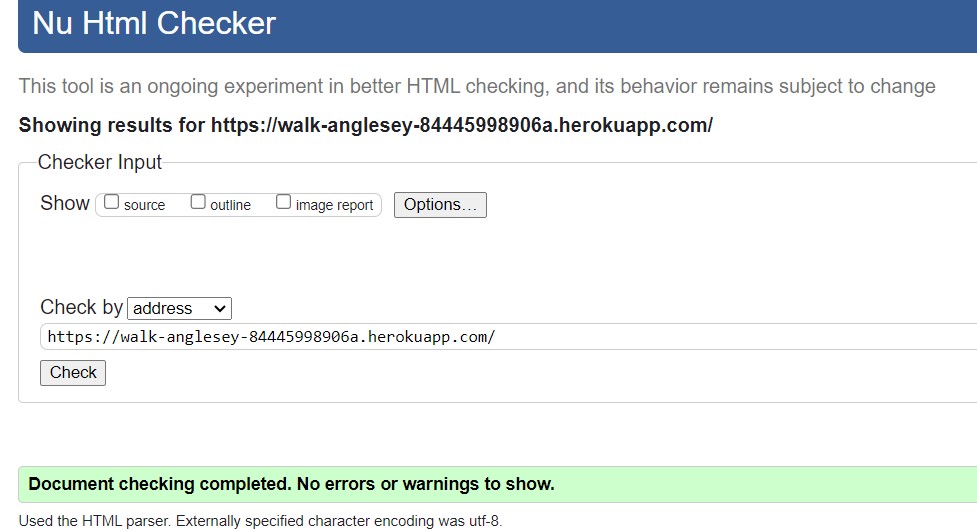 Nu Html Checker
This tool is an ongoing experiment in better HTML checking, and its behavior remains subject to change
Showing results for https://walk-anglesey-84445998906a.herokuapp.com/
Checker Input
Show source outline image report Options...
Check by address
https://walk-anglesey-84445998906a.herokuapp.com/
Check
Document checking completed. No errors or warnings to show.
Used the HTML parser. Externally specified character encoding was utf-8.